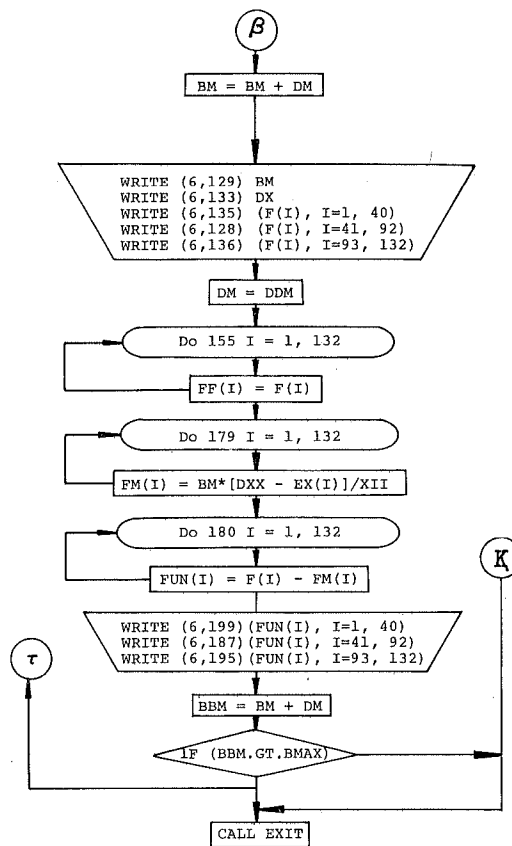 β
BM = BM + DM
WRITE (6,129) BM
WRITE (6,133) DX
WRITE (6,135) (F(I), I=1, 40)
WRITE (6,128) (F(I), I=41, 92)
WRITE (6,136) (F(I), I=93, 132)
DM = DDM
Do 155 I = 1, 132
FF(I) = F(I)
Do 179 I = 1, 132
FM(I) = BM*[DXX - EX(I)]/XII
Do 180 I = 1, 132
K
FUN(I) = F(I) - FM(I)
WRITE (6,199)(FUN(I), I=1, 40)
WRITE (6,187)(FUN(I), I=41, 92)
WRITE (6,195)(FUN(I), I=93, 132)
τ
BBM = BM + DM
IF (BBM.GT.BMAX)
CALL EXIT